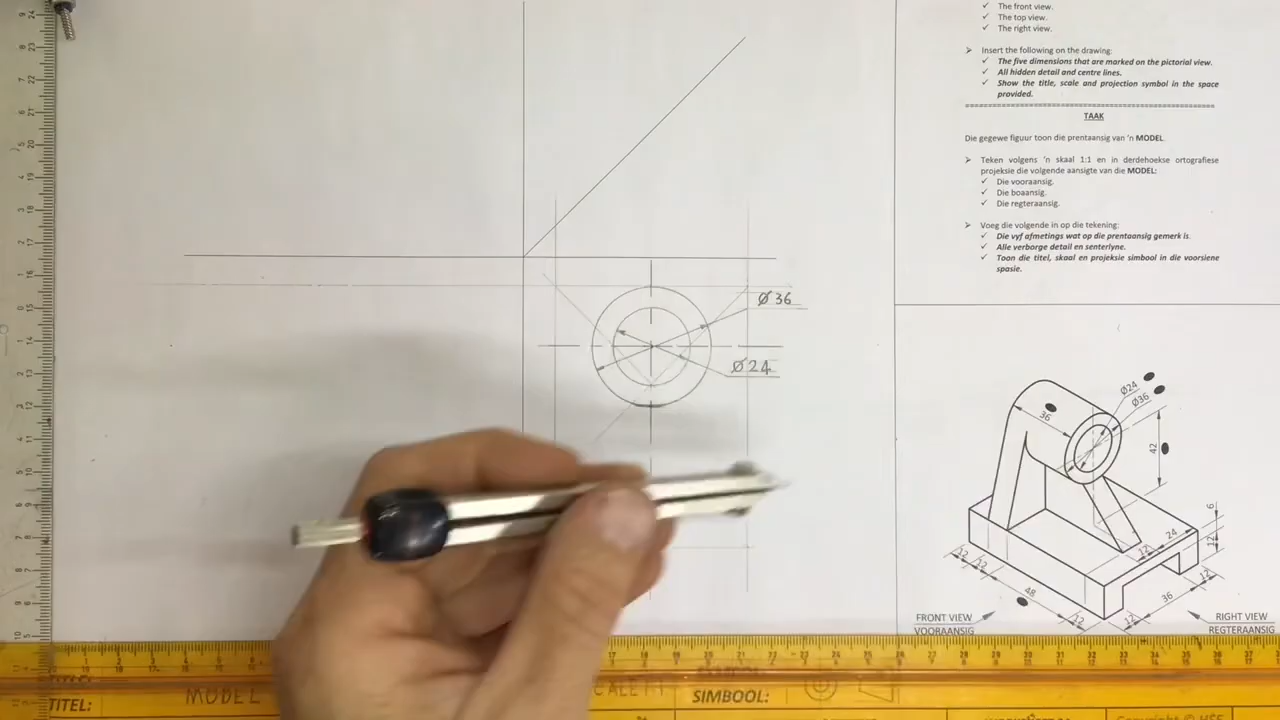 The front view.
The top view.
The right view.
Insert the following on the drawing:
The five dimensions that are marked on the pictorial view.
All hidden detail and centre lines.
Show the title, scale and projection symbol in the space
provided.
TAAK
Die gegewe figuur toon die prentaansig van 'n MODEL.
Teken volgens 'n skaal 1:1 en in derdehoekse ortografiese
projeksie die volgende aansigte van die MODEL:
Die vooraansig.
Die boaansig.
Die regteraansig.
Voeg die volgende in op die tekening:
Die vyf afmetings wat op die prentaansig gemerk is.
Alle verborge detail en senterlyne.
Toon die titel, skaal en projeksie simbool in die voorsiene
spasie.
Ø36
Ø24
Ø24
Ø36
36
42
6
12
24
12
12
12
48
12
12
36
12
FRONT VIEW
VOORAANSIG
RIGHT VIEW
REGTERAANSIG
TITEL:
MODEL
SIMBOOL: